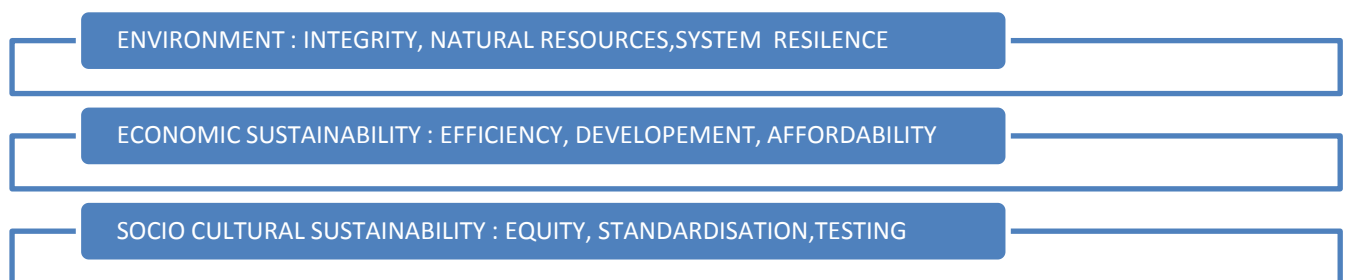 ENVIRONMENT : INTEGRITY, NATURAL RESOURCES,SYSTEM RESILENCE
ECONOMIC SUSTAINABILITY : EFFICIENCY, DEVELOPEMENT, AFFORDABILITY
SOCIO CULTURAL SUSTAINABILITY : EQUITY, STANDARDISATION,TESTING